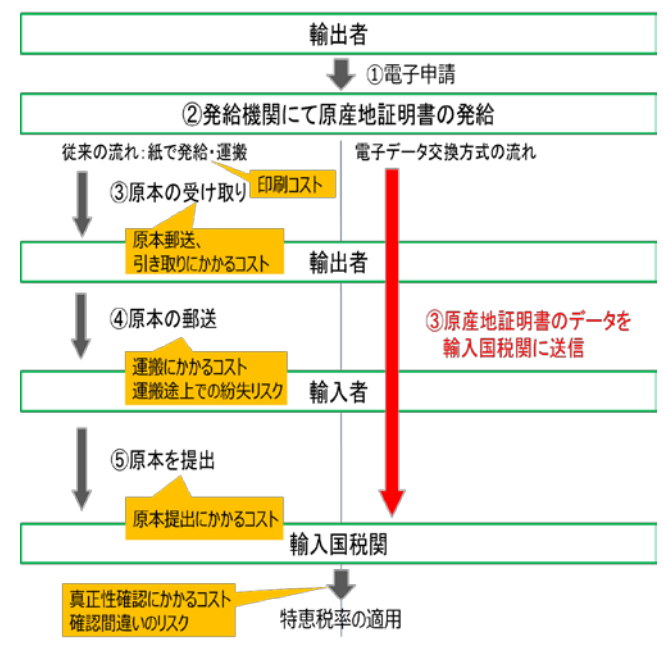 輸出者
①電子申請
②発給機関にて原産地証明書の発給
従来の流れ：紙で発給・運搬
電子データ交換方式の流れ
印刷コスト
③原本の受け取り
原本郵送、
引き取りにかかるコスト
輸出者
④原本の郵送
③原産地証明書のデータを
輸入国税関に送信
運搬にかかるコスト
運搬途上での紛失リスク
輸入者
⑤原本を提出
原本提出にかかるコスト
輸入国税関
真正性確認にかかるコスト
確認間違いのリスク
特恵税率の適用